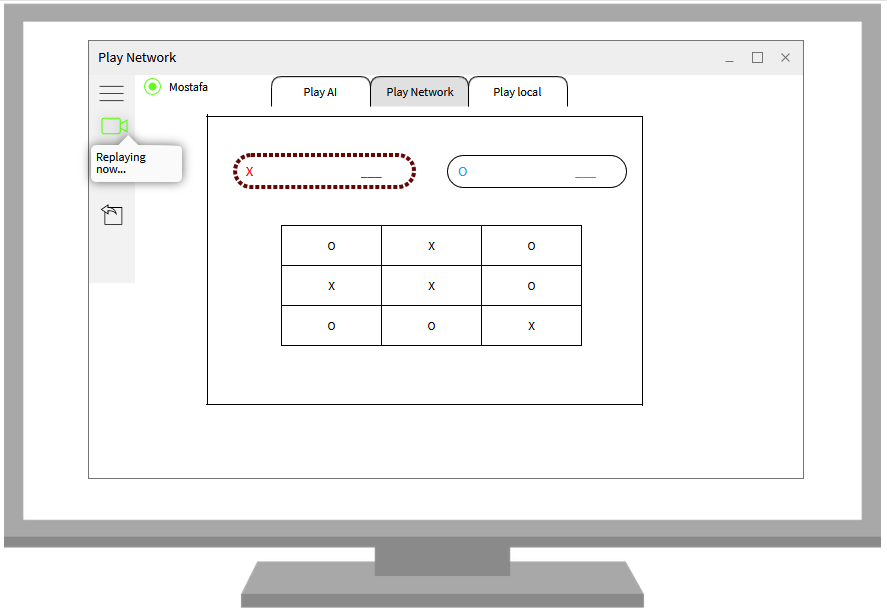 Play Network
Mostafa
Play AI Play Network Play local
Replaying
now...
X ___ O ___
O X O
X X O
O O X